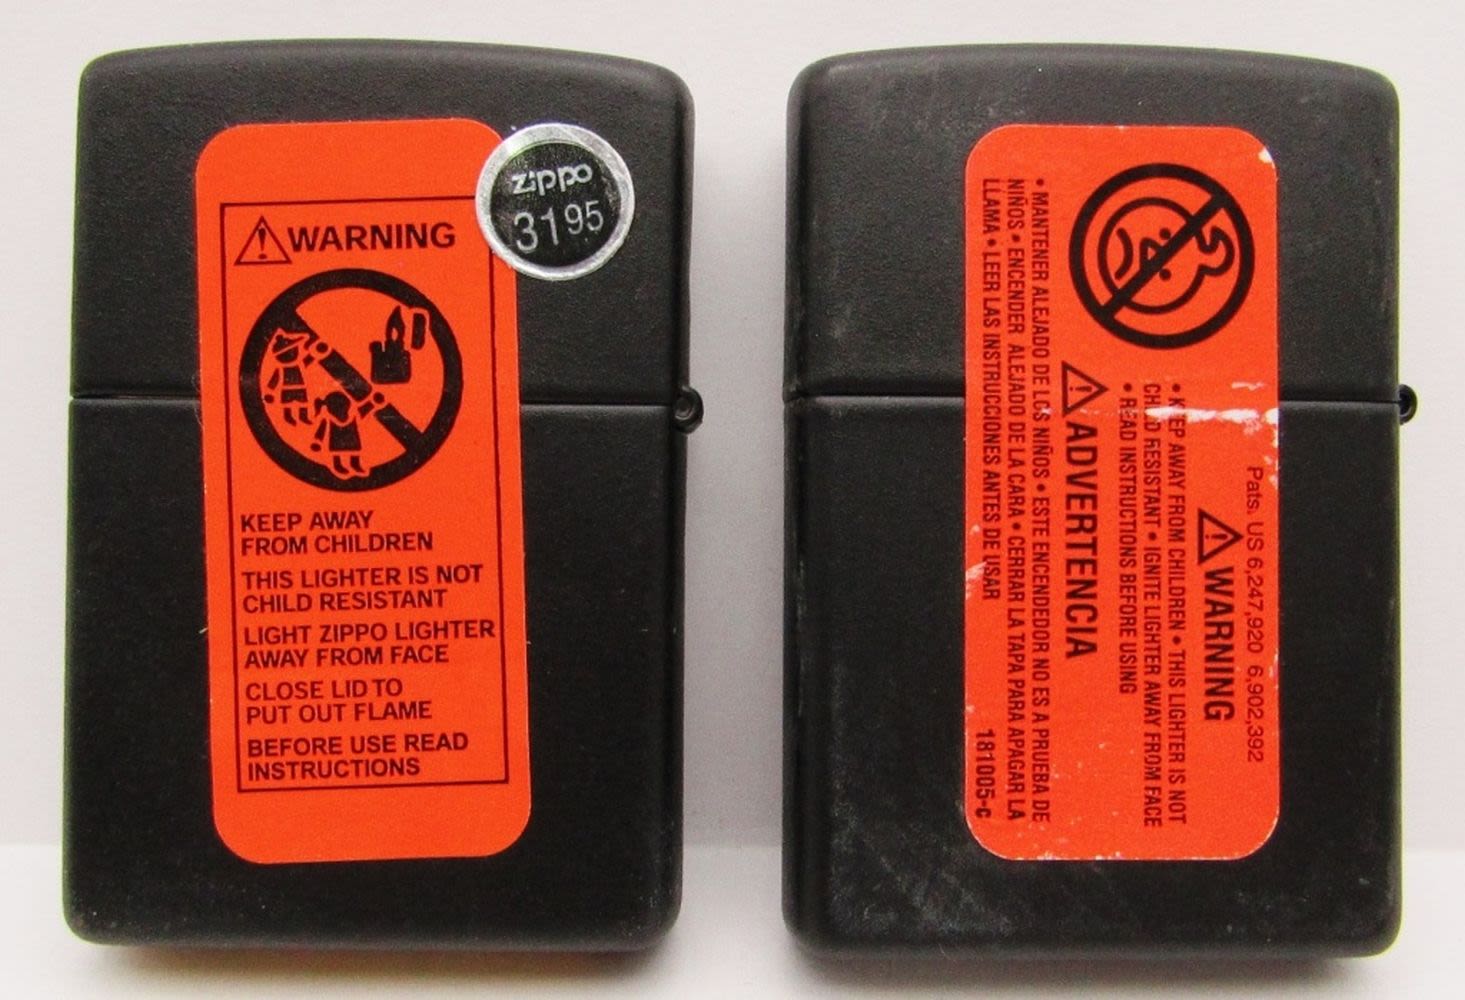 WARNING
KEEP AWAY
FROM CHILDREN
THIS LIGHTER IS NOT
CHILD RESISTANT
LIGHT ZIPPO LIGHTER
AWAY FROM FACE
CLOSE LID TO
PUT OUT FLAME
BEFORE USE READ
INSTRUCTIONS
zippo
3195
Pats. US 6,247,920 6,902,392
WARNING
• KEEP AWAY FROM CHILDREN • THIS LIGHTER IS NOT
CHILD RESISTANT • IGNITE LIGHTER AWAY FROM FACE
• READ INSTRUCTIONS BEFORE USING
ADVERTENCIA
• MANTENER ALEJADO DE LOS NIÑOS • ESTE ENCENDEDOR NO ES A PRUEBA DE
NIÑOS • ENCENDER ALEJADO DE LA CARA • CERRAR LA TAPA PARA APAGAR LA
LLAMA • LEER LAS INSTRUCCIONES ANTES DE USAR
181005-c